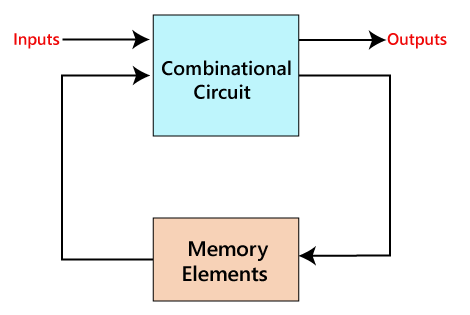 Inputs
Combinational
Circuit
Outputs
Memory
Elements